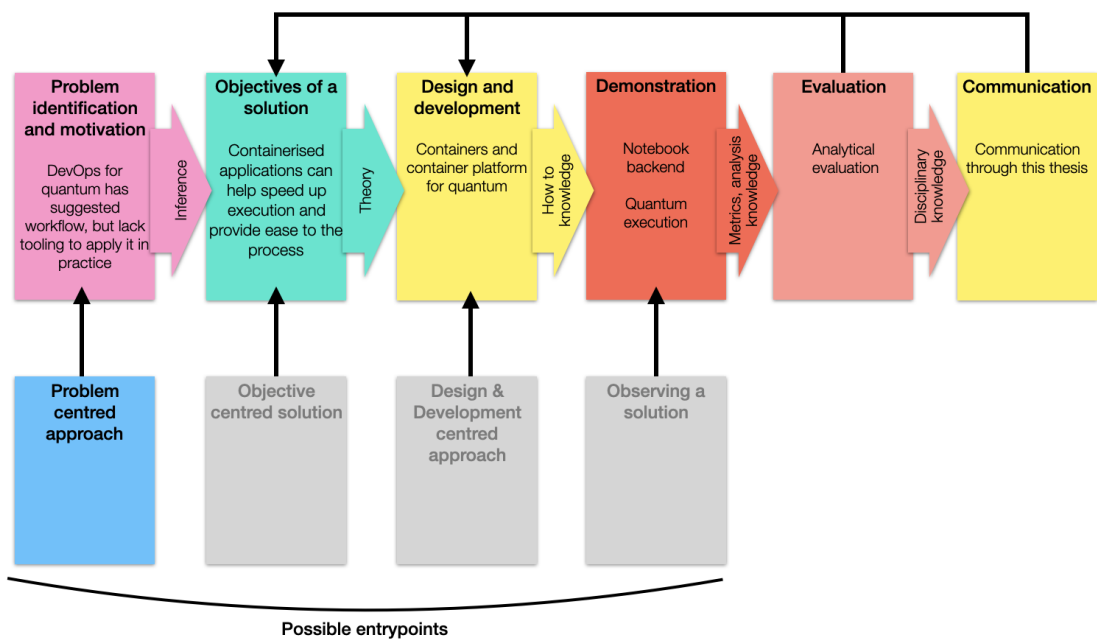 Problem
identification
and motivation
DevOps for
quantum has
suggested
workflow, but lack
tooling to apply it in
practice
Inference
Objectives of a
solution
Containerised
applications can
help speed up
execution and
provide ease to the
process
Theory
Design and
development
Containers and
container platform
for quantum
How to
knowledge
Demonstration
Notebook
backend
Quantum
execution
Metrics, analysis
knowledge
Evaluation
Analytical
evaluation
Disciplinary
knowledge
Communication
Communication
through this thesis
Problem
centred
approach
Objective
centred solution
Design &
Development
centred
approach
Observing a
solution
Possible entrypoints